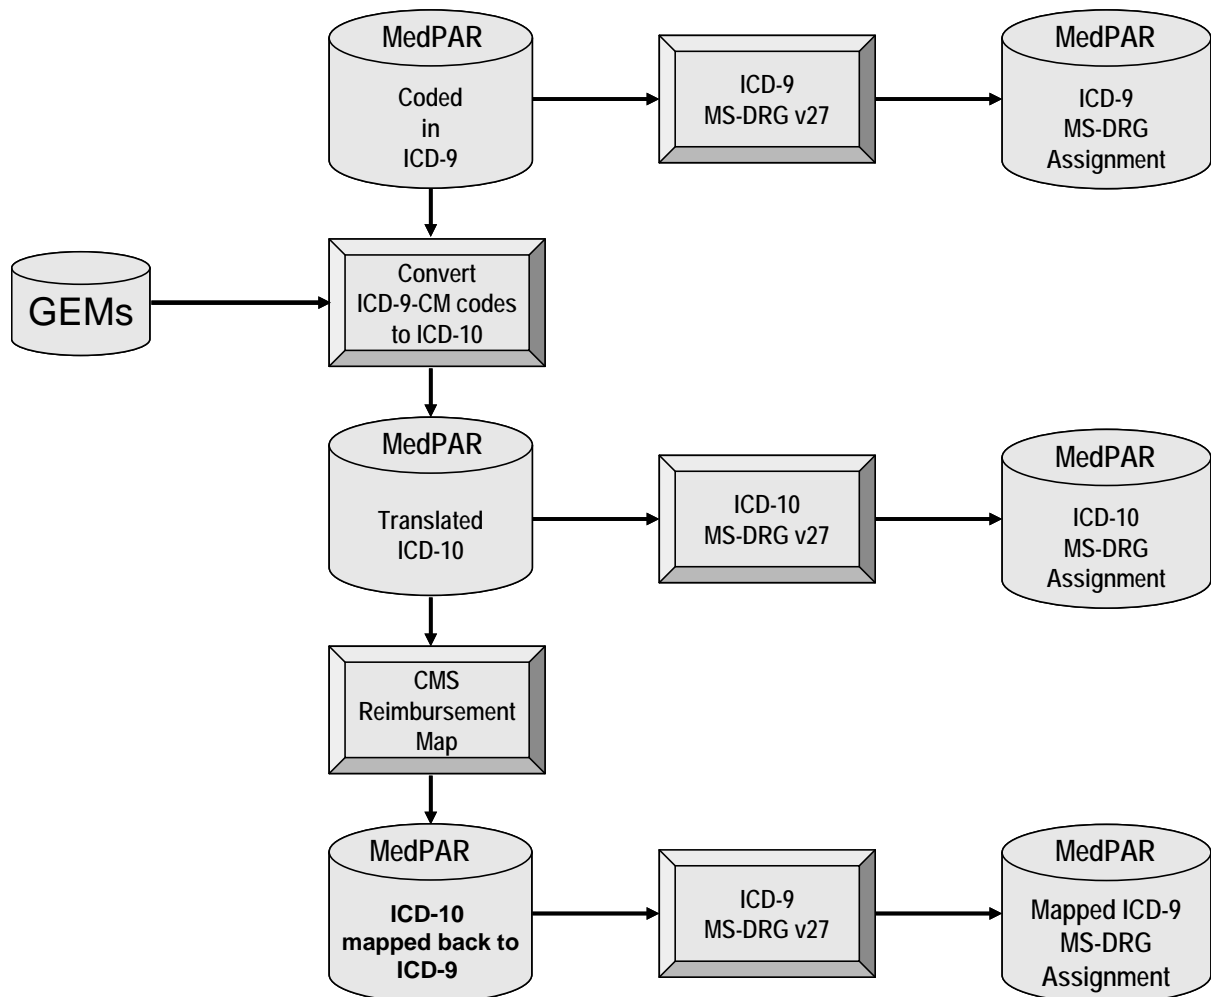 MedPAR
Coded
in
ICD-9
ICD-9
MS-DRG v27
MedPAR
ICD-9
MS-DRG
Assignment
GEMs
Convert
ICD-9-CM codes
to ICD-10
MedPAR
Translated
ICD-10
ICD-10
MS-DRG v27
MedPAR
ICD-10
MS-DRG
Assignment
CMS
Reimbursement
Map
MedPAR
ICD-10
mapped back to
ICD-9
ICD-9
MS-DRG v27
MedPAR
Mapped ICD-9
MS-DRG
Assignment